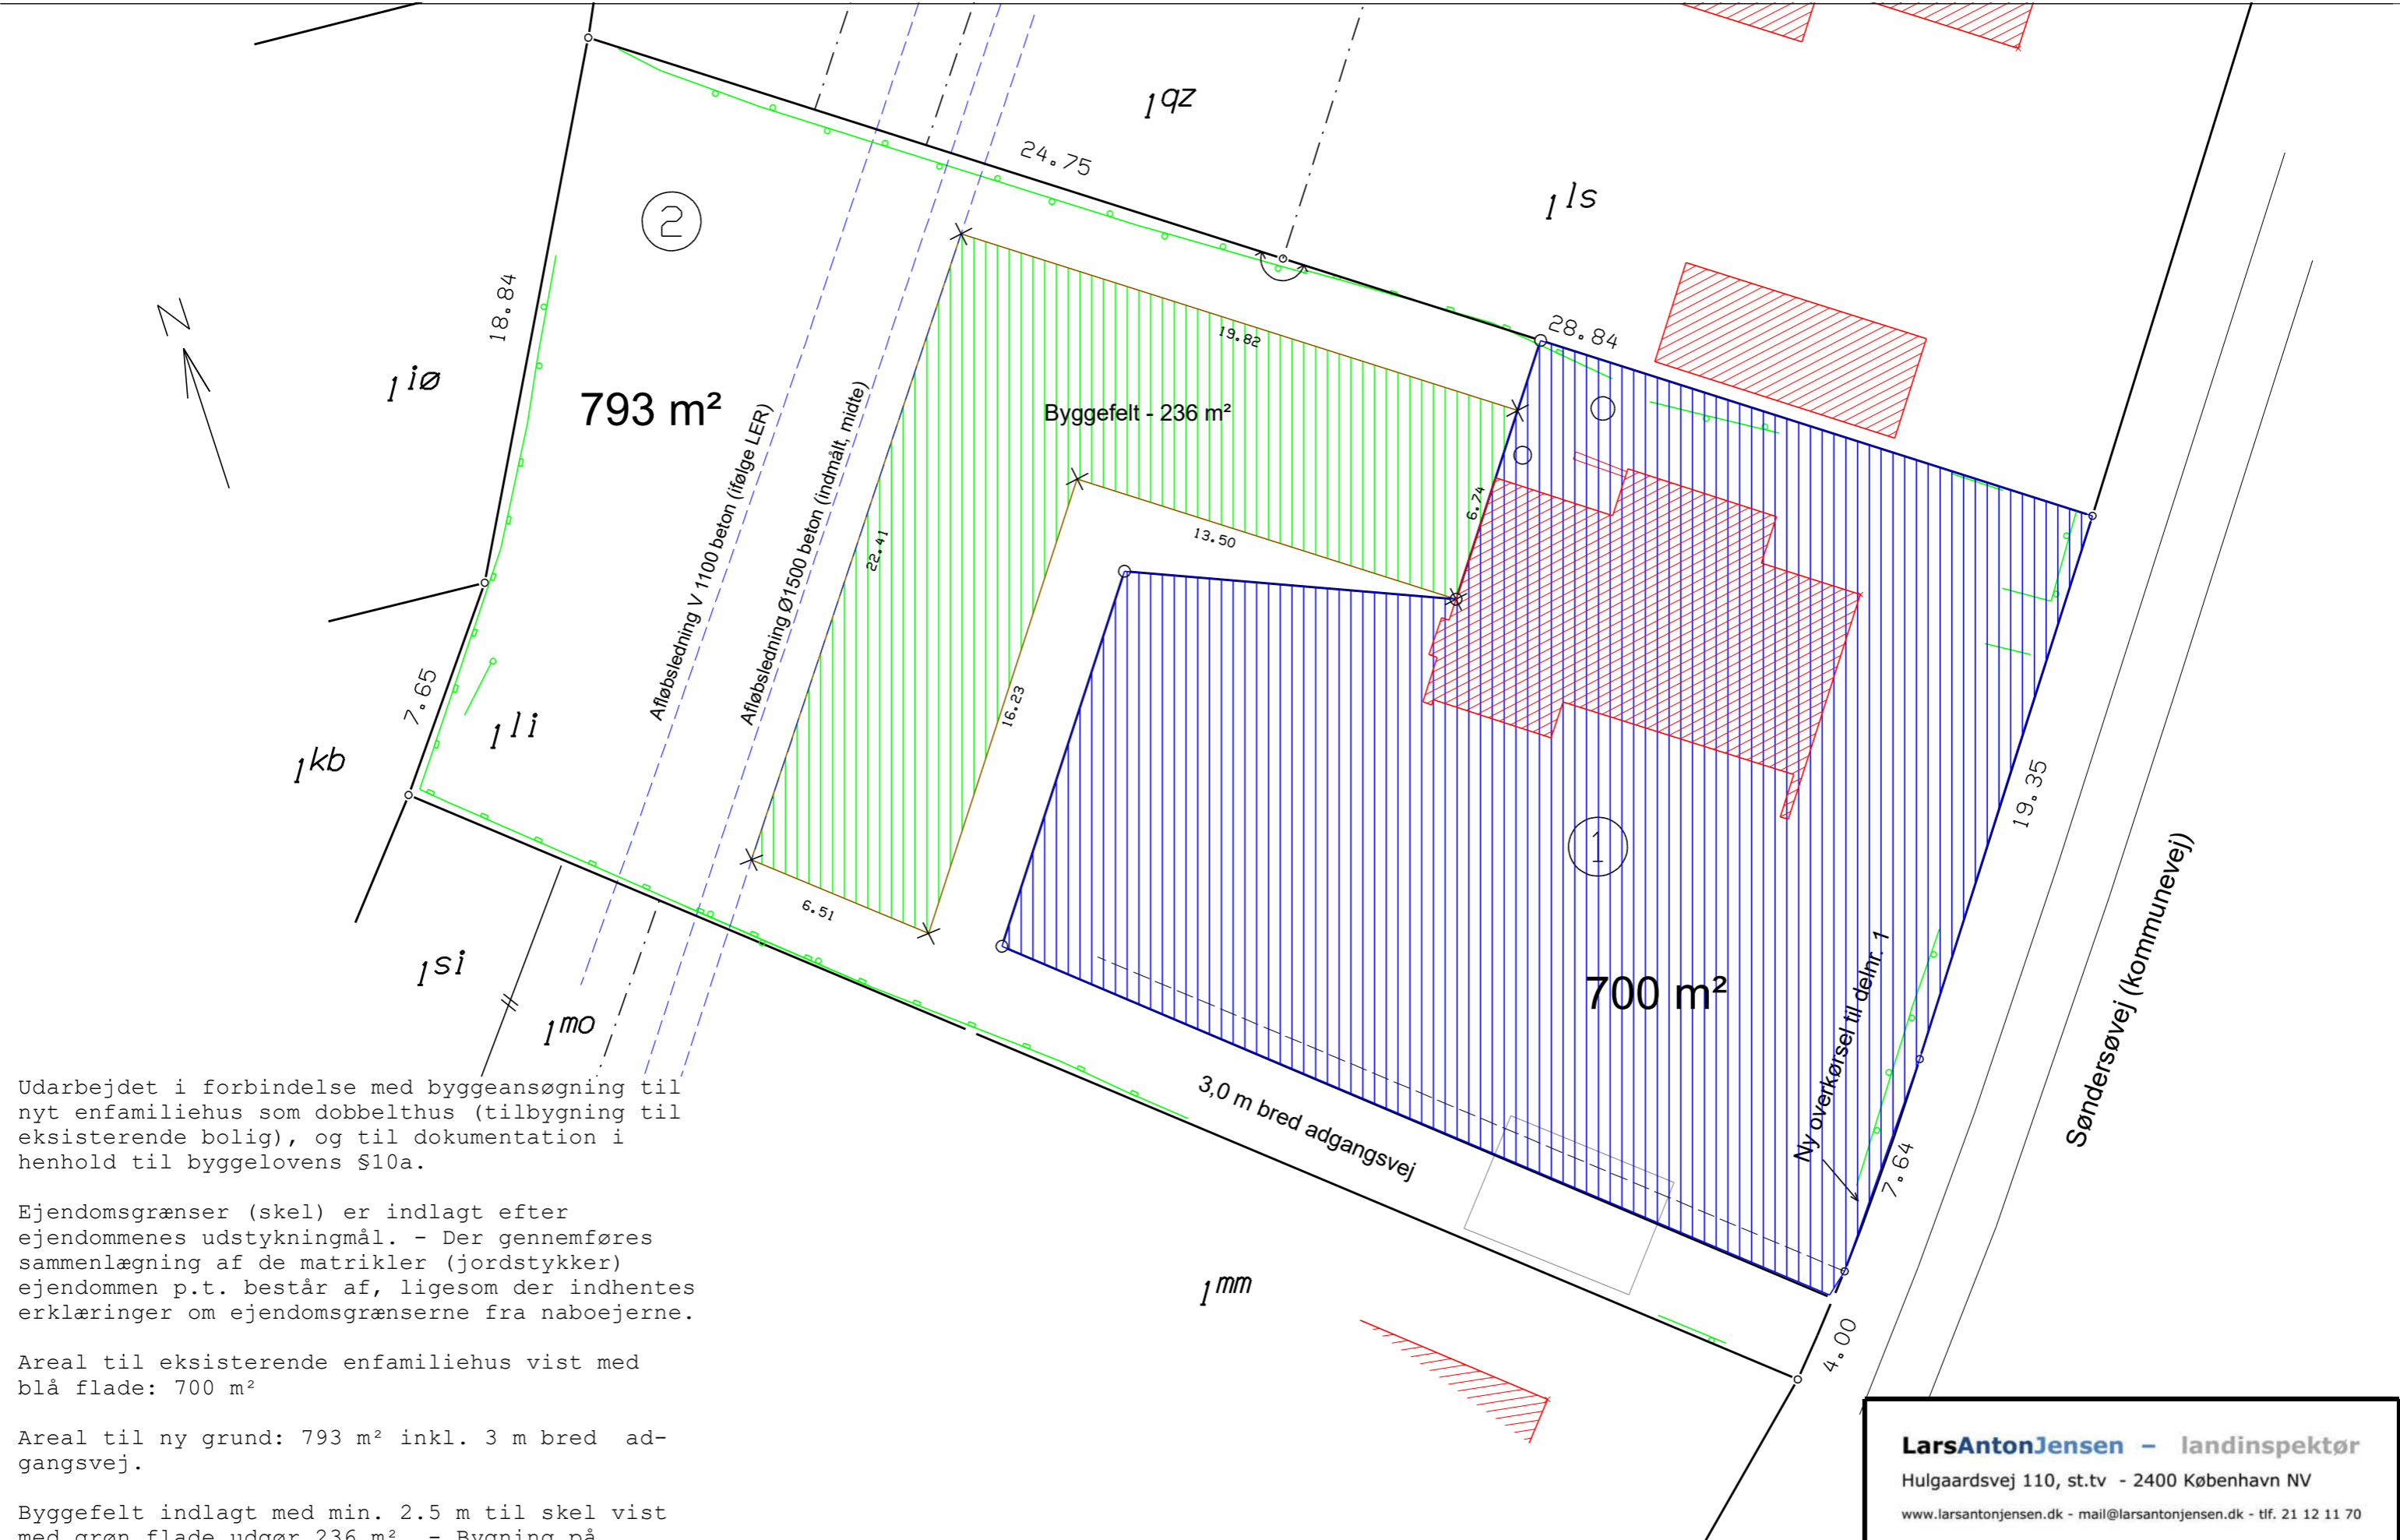 1qz
24.75
1ls
2
18.84
N
28.84
19.82
1iø
793 m²
Byggefelt - 236 m²
Afløbsledning V 1100 beton (ifølge LER)
Afløbsledning Ø1500 beton (indmålt, midte)
6.74
22.41
13.50
7.65
1li
16.23
1kb
19.35
1
6.51
Søndersøvej (kommunevej)
1si
Ny overkørsel til delnr. 1
700 m²
1mo
3,0 m bred adgangsvej
7.64
1mm
4.00
Udarbejdet i forbindelse med byggeansøgning til
nyt enfamiliehus som dobbelthus (tilbygning til
eksisterende bolig), og til dokumentation i
henhold til byggelovens §10a.
Ejendomsgrænser (skel) er indlagt efter
ejendommenes udstykningmål. - Der gennemføres
sammenlægning af de matrikler (jordstykker)
ejendommen p.t. består af, ligesom der indhentes
erklæringer om ejendomsgrænserne fra naboejerne.
Areal til eksisterende enfamiliehus vist med
blå flade: 700 m²
Areal til ny grund: 793 m² inkl. 3 m bred ad-
gangsvej.
Byggefelt indlagt med min. 2.5 m til skel vist
med grøn flade udgør 236 m². - Bygning på
LarsAntonJensen – landinspektør
Hulgaardsvej 110, st.tv - 2400 København NV
www.larsantonjensen.dk - mail@larsantonjensen.dk - tlf. 21 12 11 70